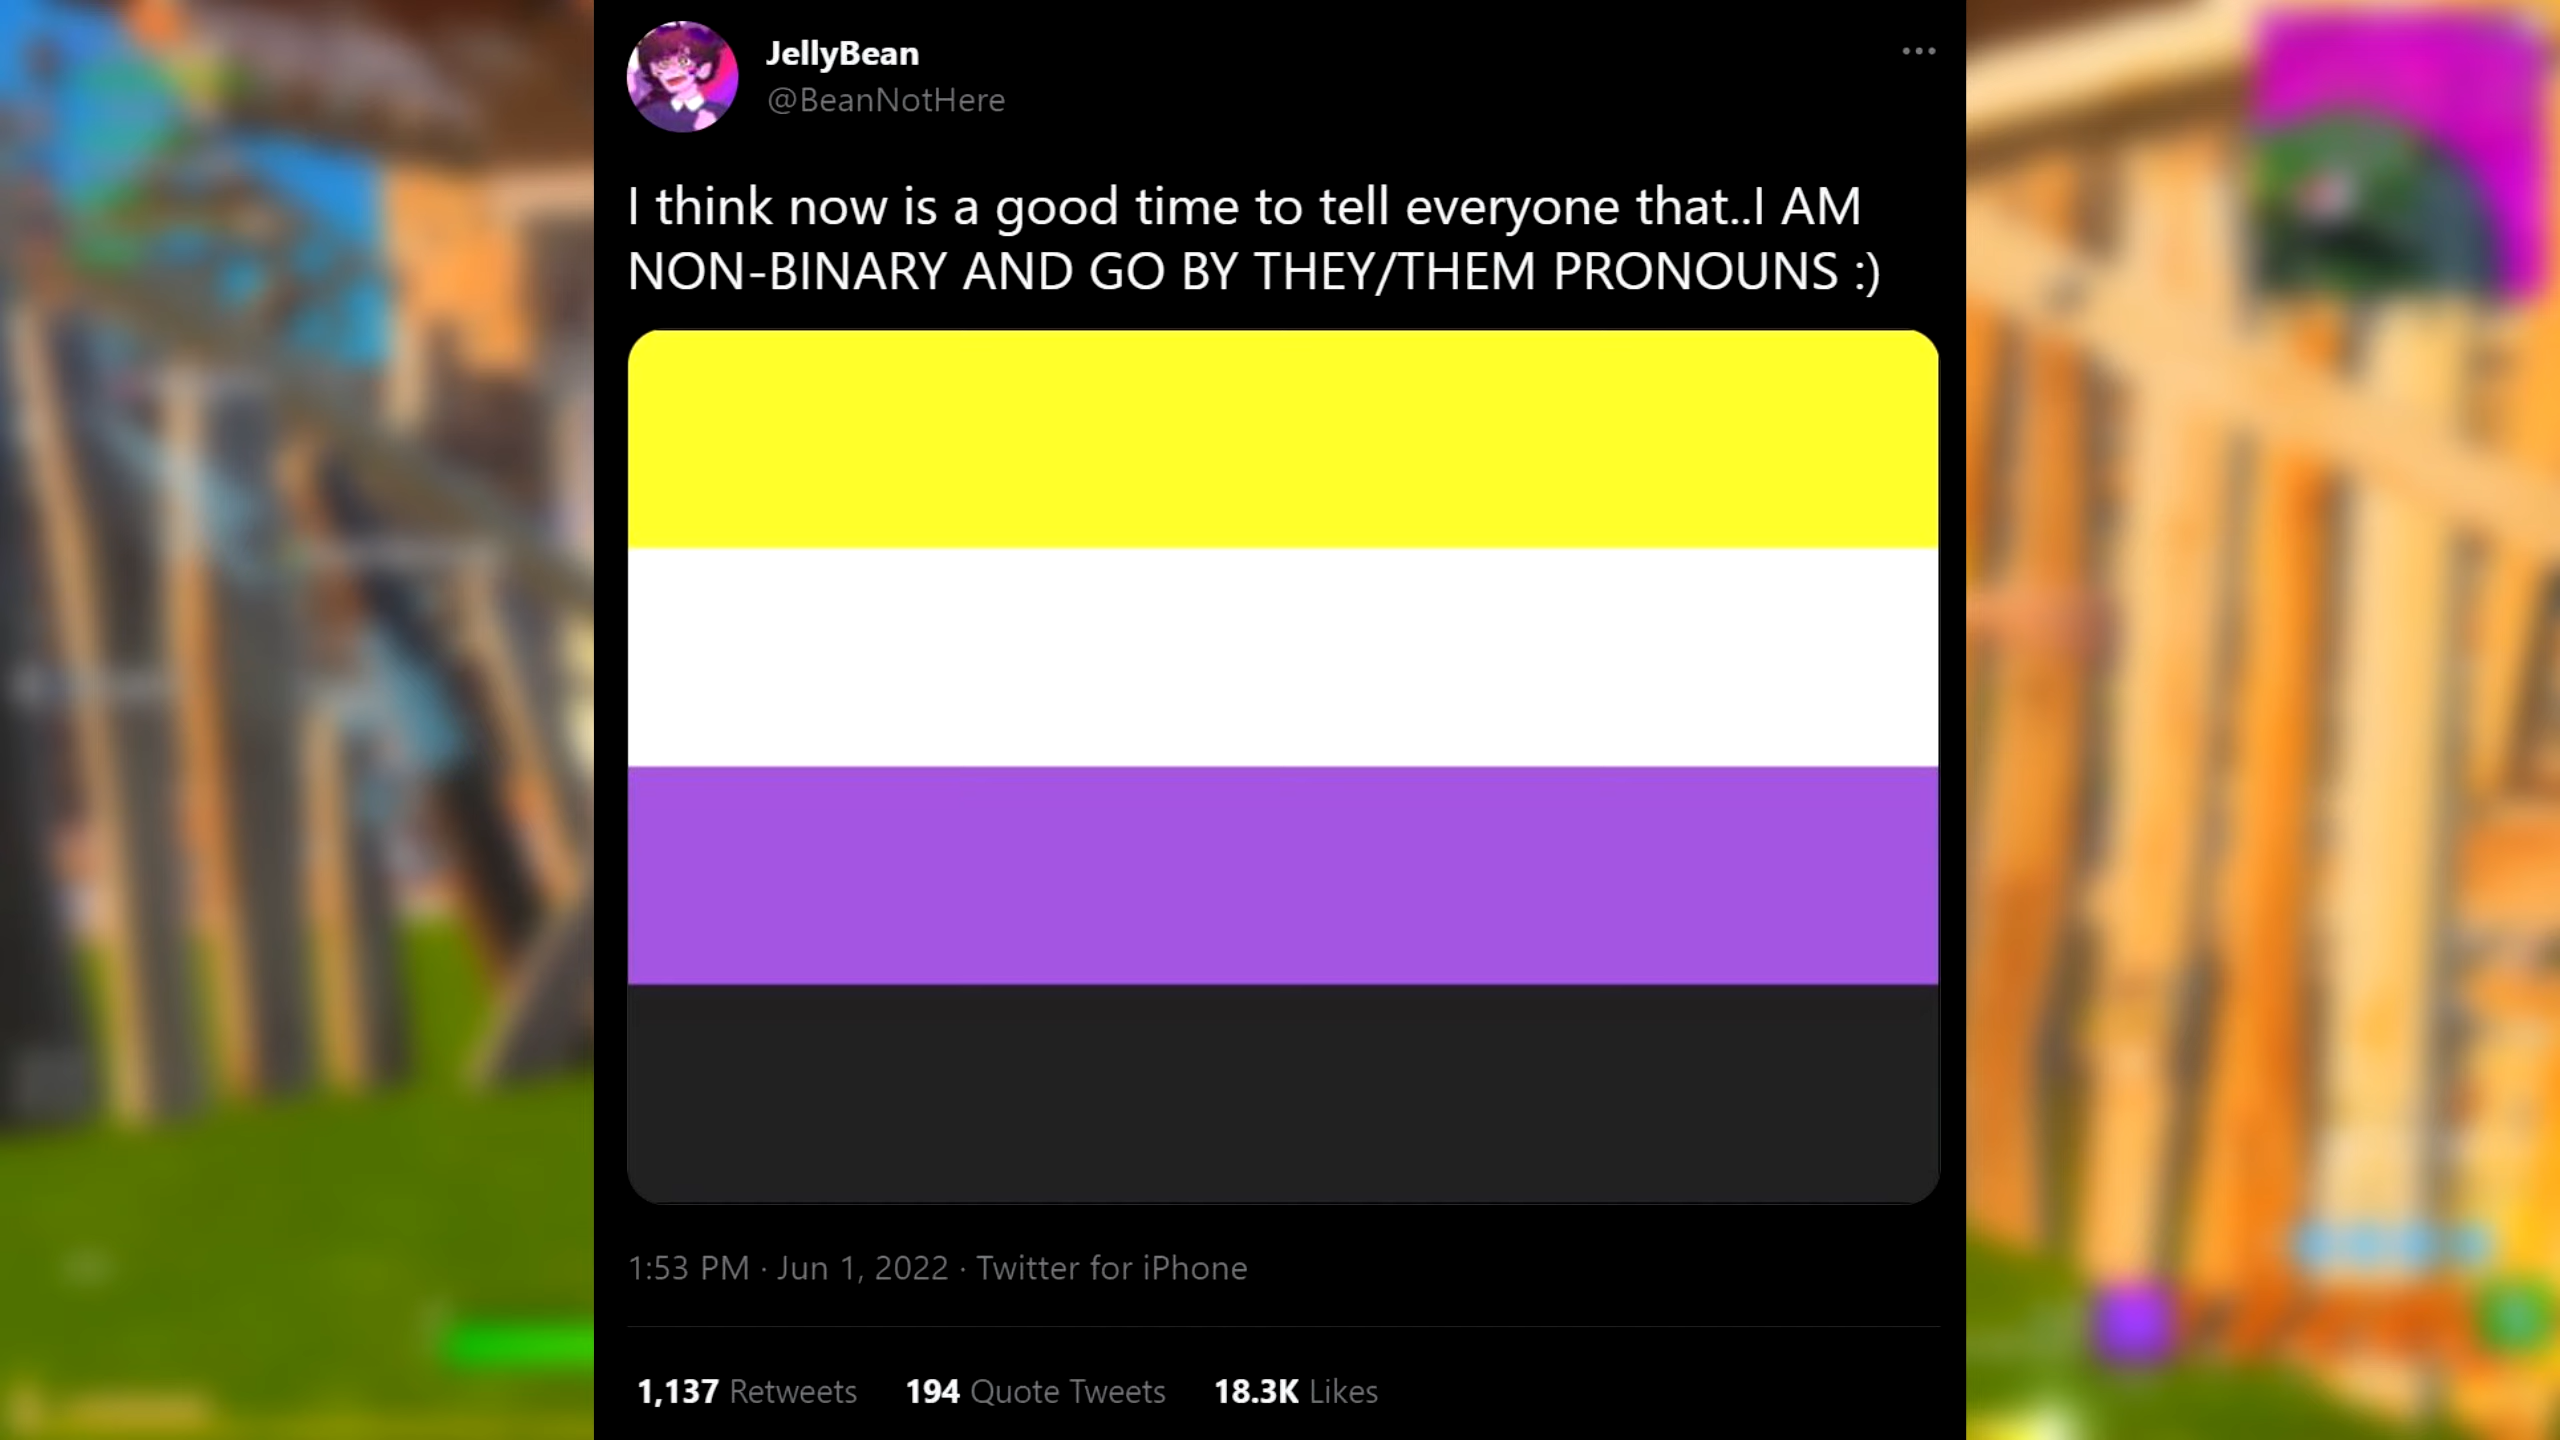 JellyBean
@BeanNotHere
I think now is a good time to tell everyone that..I AM
NON-BINARY AND GO BY THEY/THEM PRONOUNS :)
1:53 PM · Jun 1, 2022 · Twitter for iPhone
1,137 Retweets 194 Quote Tweets 18.3K Likes